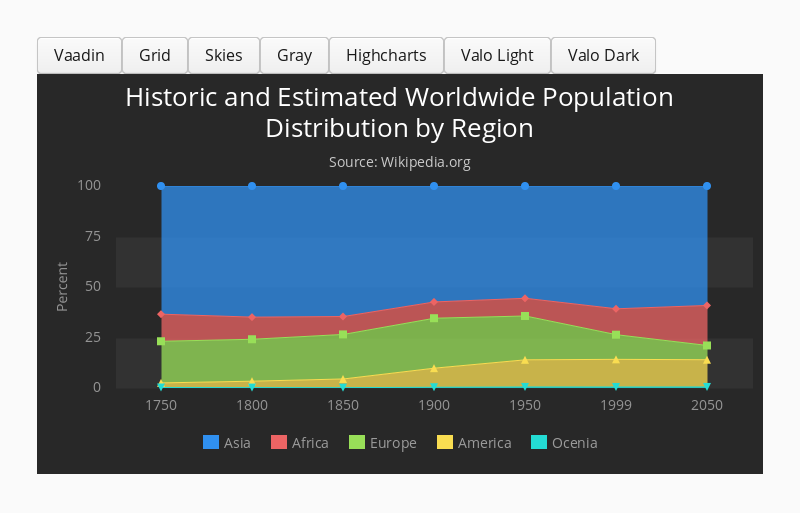 Vaadin Grid Skies Gray Highcharts Valo Light Valo Dark
Historic and Estimated Worldwide Population
Distribution by Region
Source: Wikipedia.org
Percent
100
75
50
25
0
1750 1800 1850 1900 1950 1999 2050
Asia Africa Europe America Ocenia